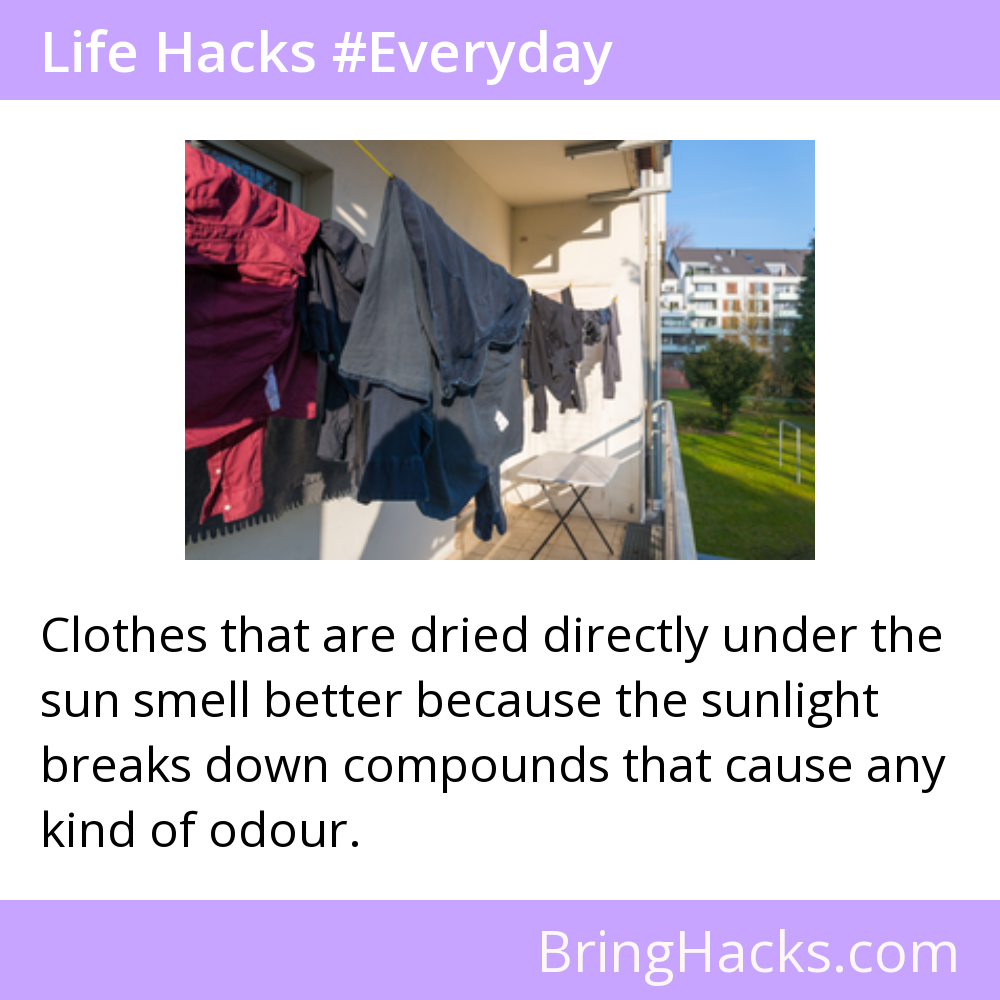 Life Hacks #Everyday
Clothes that are dried directly under the
sun smell better because the sunlight
breaks down compounds that cause any
kind of odour.
BringHacks.com